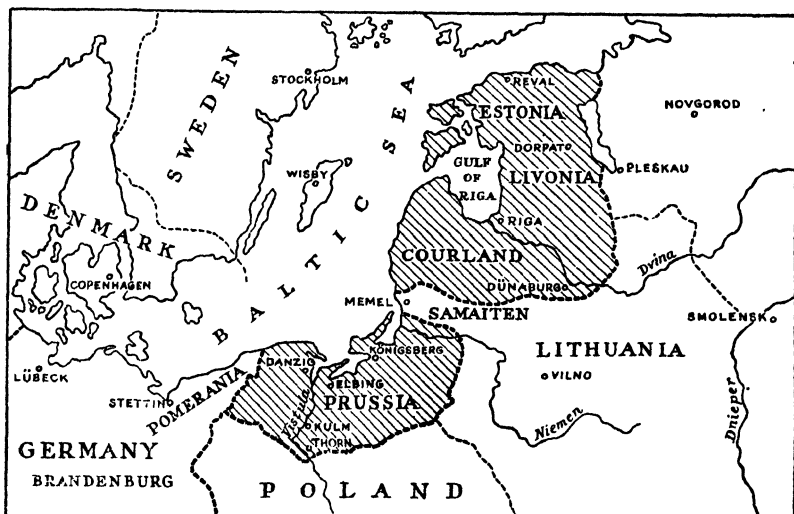 SWEDEN
STOCKHOLM
BALTIC SEA
REVAL
ESTONIA
NOVGOROD
DORPAT
GULF
OF
RIGA
LIVONIA
PLESKAU
WISBY
DENMARK
RIGA
COURLAND
Dvina
COPENHAGEN
DÜNABURG
MEMEL
SAMAITEN
SMOLENSK
LITHUANIA
KÖNIGSBERG
LÜBECK
DANZIG
ELBING
VILNO
STETTIN
POMERANIA
PRUSSIA
Vistula
KULM
THORN
Niemen
Dnieper
GERMANY
BRANDENBURG
POLAND